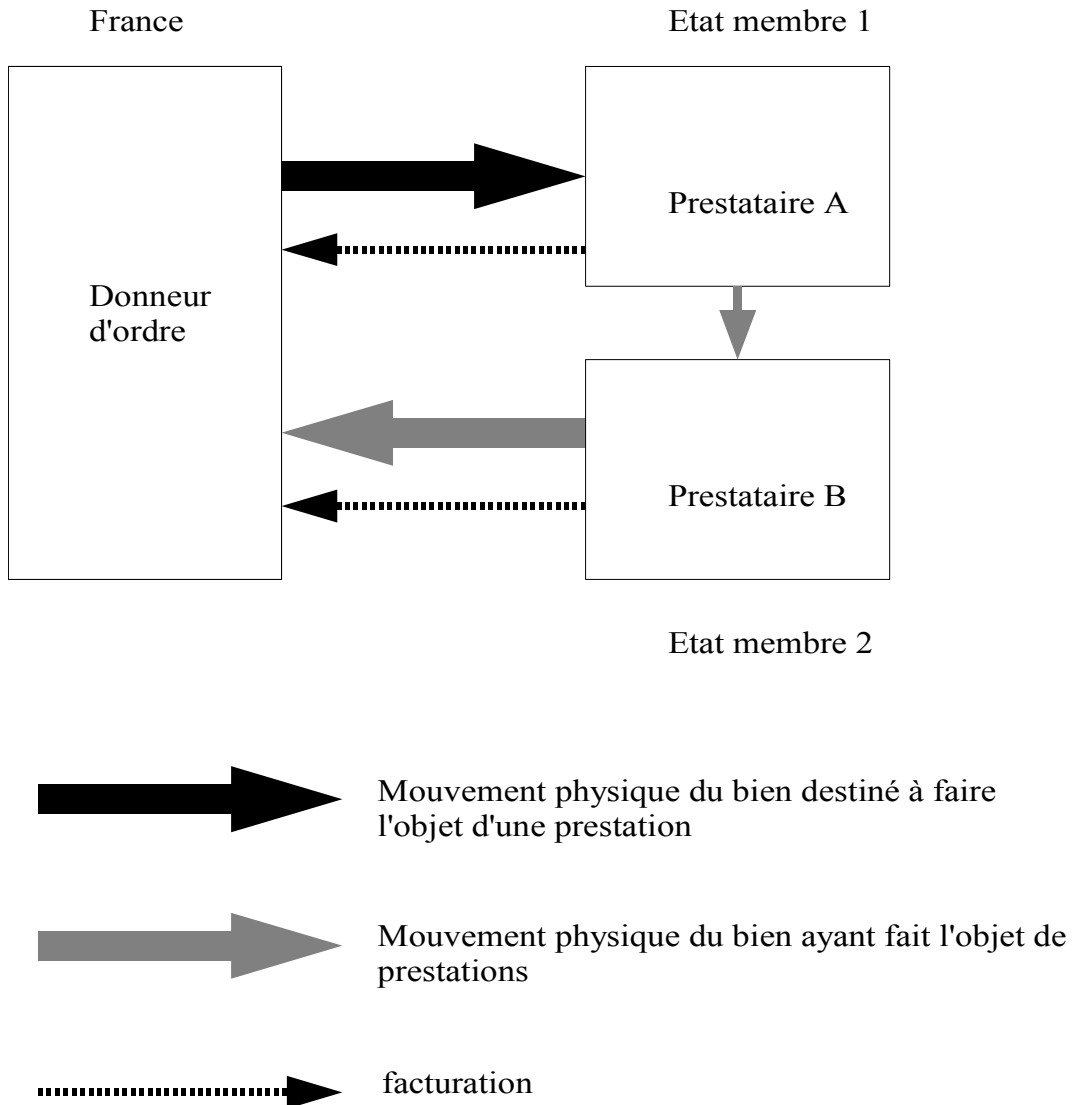 France
Etat membre 1
Prestataire A
Donneur
d'ordre
Prestataire B
Etat membre 2
Mouvement physique du bien destiné à faire
l'objet d'une prestation
Mouvement physique du bien ayant fait l'objet de
prestations
facturation